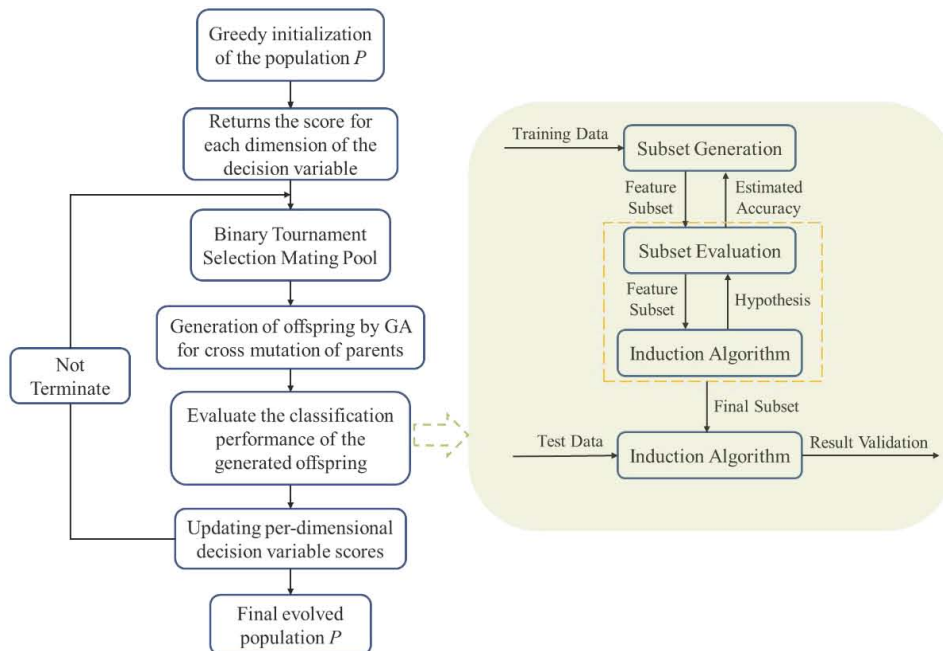 Greedy initialization
of the population P
Returns the score for
each dimension of the
decision variable
Binary Tournament
Selection Mating Pool
Generation of offspring by GA
for cross mutation of parents
Not
Terminate
Evaluate the classification
performance of the
generated offspring
Updating per-dimensional
decision variable scores
Final evolved
population P
Training Data
Subset Generation
Feature
Subset
Estimated
Accuracy
Subset Evaluation
Feature
Subset
Hypothesis
Induction Algorithm
Final Subset
Test Data
Induction Algorithm
Result Validation